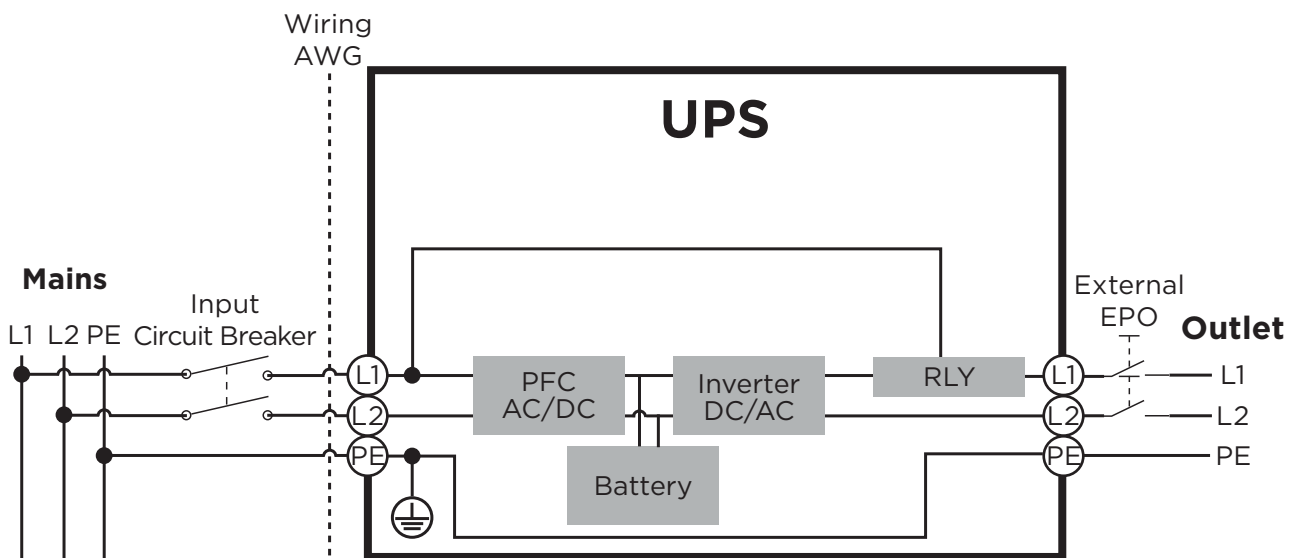 Wiring
AWG
UPS
Mains
L1 L2 PE
Input
Circuit Breaker
External
EPO
Outlet
L1
PFC
AC/DC
Inverter
DC/AC
RLY
L1
L1
L2
L2
L2
PE
PE
PE
Battery